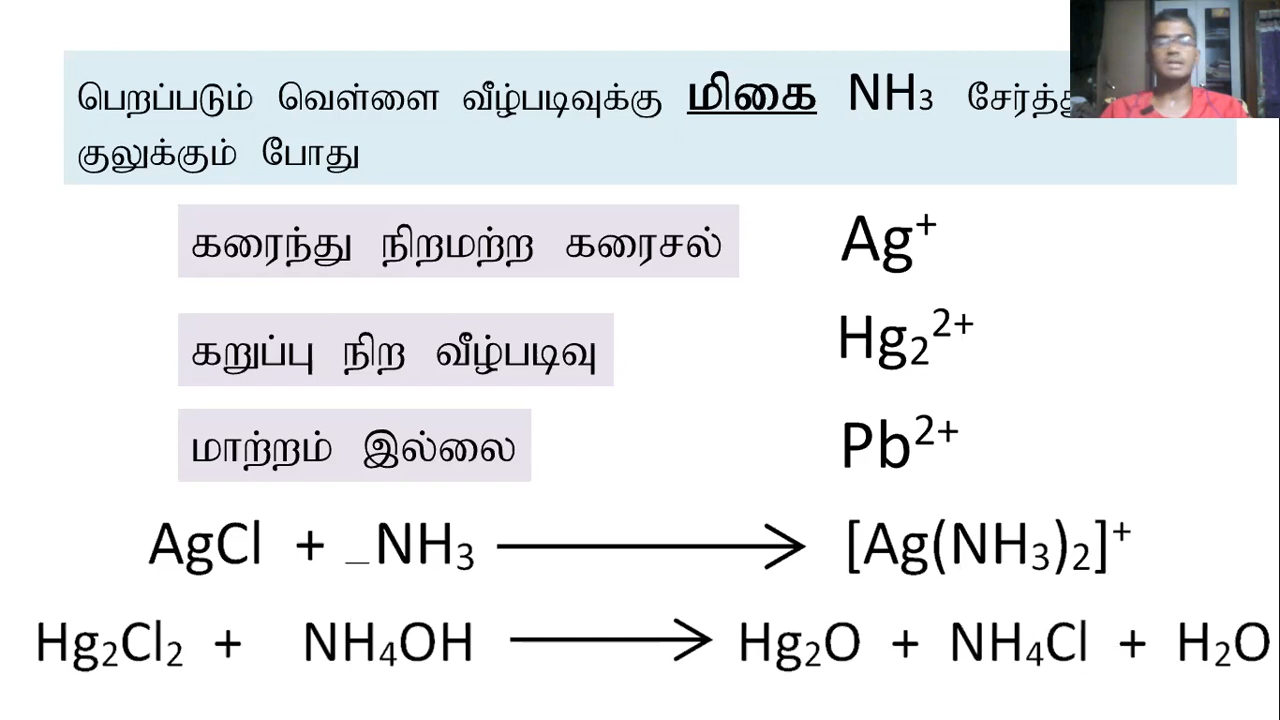 பெறப்படும் வெள்ளை வீழ்படிவுக்கு மிகை NH₃
குலுக்கும் போது
கரைந்து நிறமற்ற கரைசல் Ag⁺
கறுப்பு நிற வீழ்படிவு Hg₂²⁺
மாற்றம் இல்லை Pb²⁺
AgCl + _NH₃ ⟶ [Ag(NH₃)₂]⁺
Hg₂Cl₂ + NH₄OH ⟶ Hg₂O + NH₄Cl + H₂O